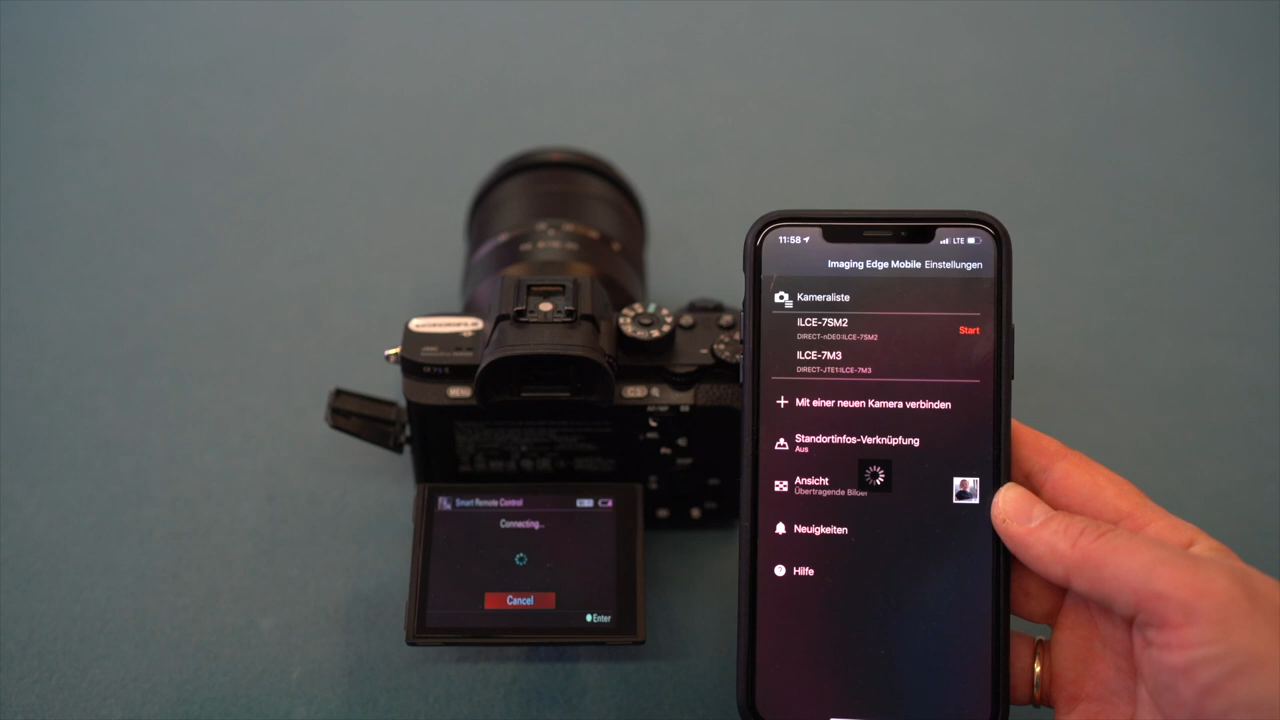 11:58
LTE
Imaging Edge Mobile Einstellungen
Kameraliste
ILCE-7SM2
DIRECT-nDE0:ILCE-7SM2
Start
ILCE-7M3
DIRECT-JTE1:ILCE-7M3
Mit einer neuen Kamera verbinden
Standortinfos-Verknüpfung
Aus
Ansicht
Übertragende Bilder
Neuigkeiten
Hilfe
MENU
Smart Remote Control
Connecting...
Cancel
Enter